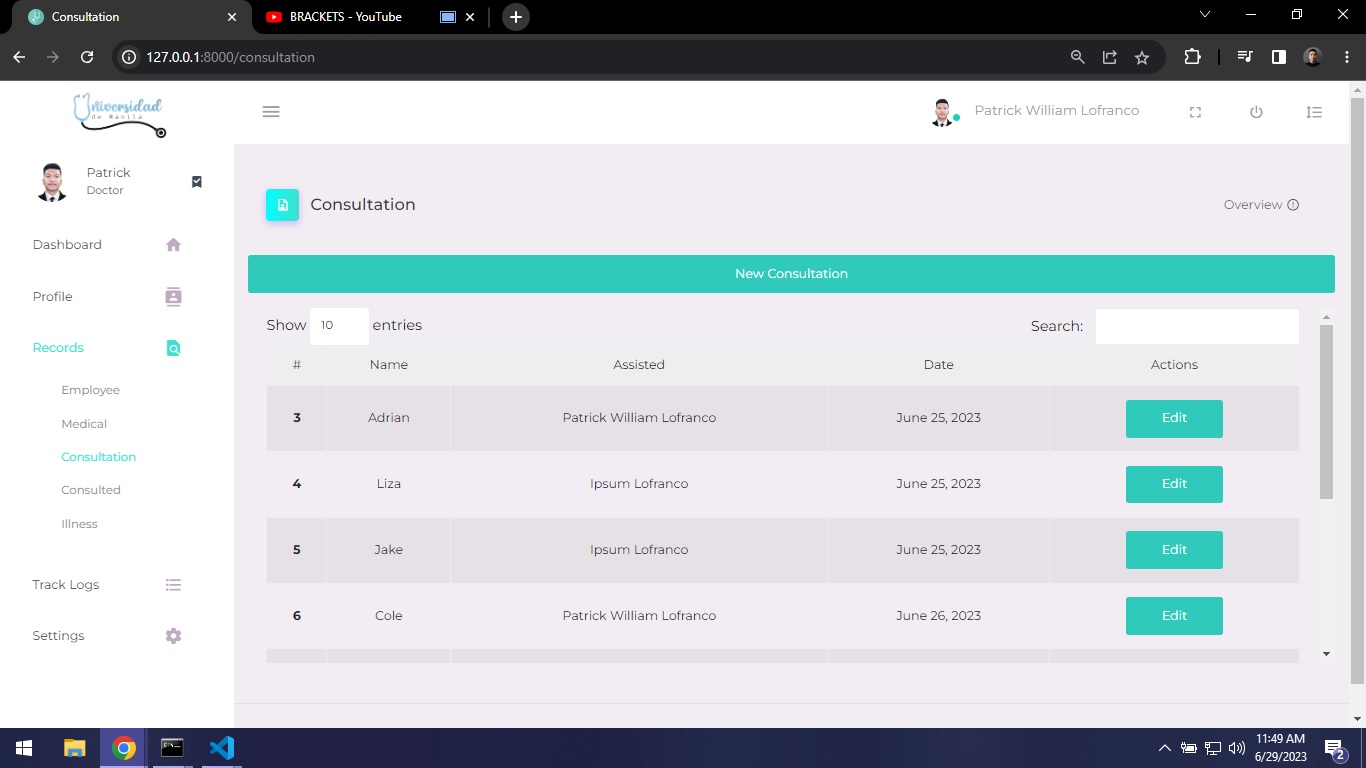 Consultation
BRACKETS - YouTube
127.0.0.1:8000/consultation
Universidad
de Manila
Patrick William Lofranco
Patrick
Doctor
Dashboard
Profile
Records
Employee
Medical
Consultation
Consulted
Illness
Track Logs
Settings
Consultation
Overview
New Consultation
Show 10 entries
Search:
# Name Assisted Date Actions
3 Adrian Patrick William Lofranco June 25, 2023 Edit
4 Liza Ipsum Lofranco June 25, 2023 Edit
5 Jake Ipsum Lofranco June 25, 2023 Edit
6 Cole Patrick William Lofranco June 26, 2023 Edit
11:49 AM
6/29/2023
2